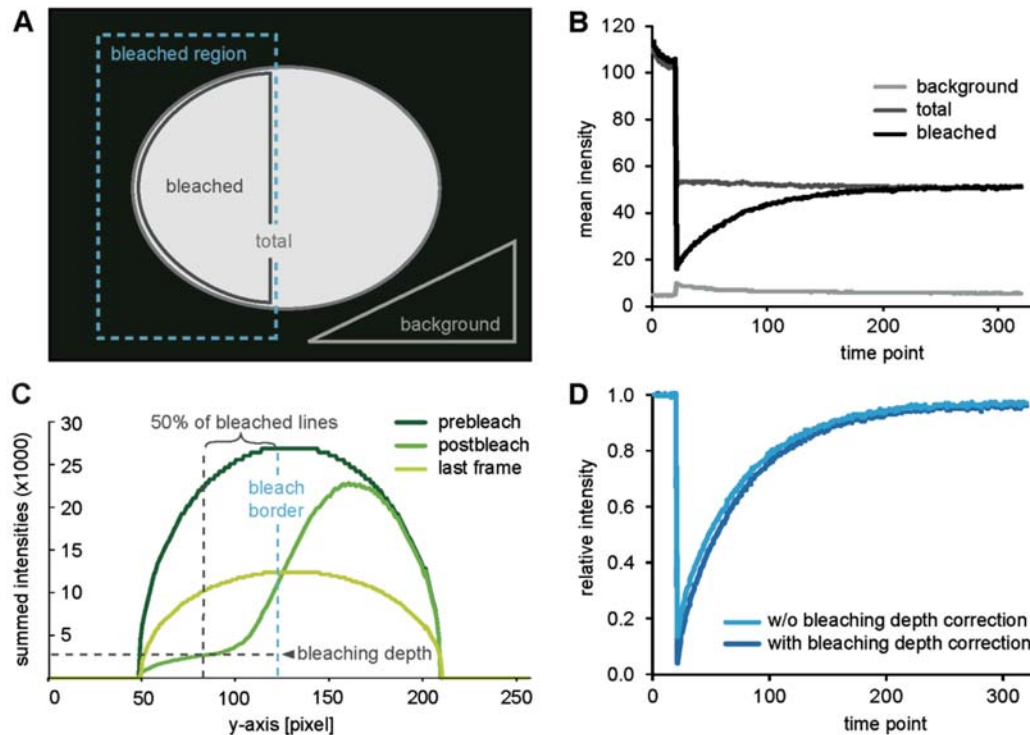 A
bleached region
bleached
total
background
B
mean inensity
120
100
80
60
40
20
0
background
total
bleached
0
100
200
300
time point
C
summed intensities (x1000)
30
25
20
15
10
5
50% of bleached lines
prebleach
postbleach
last frame
bleach
border
bleaching depth
0
50
100
150
200
250
y-axis [pixel]
D
relative intensity
1.0
0.8
0.6
0.4
0.2
0.0
w/o bleaching depth correction
with bleaching depth correction
0
100
200
300
time point